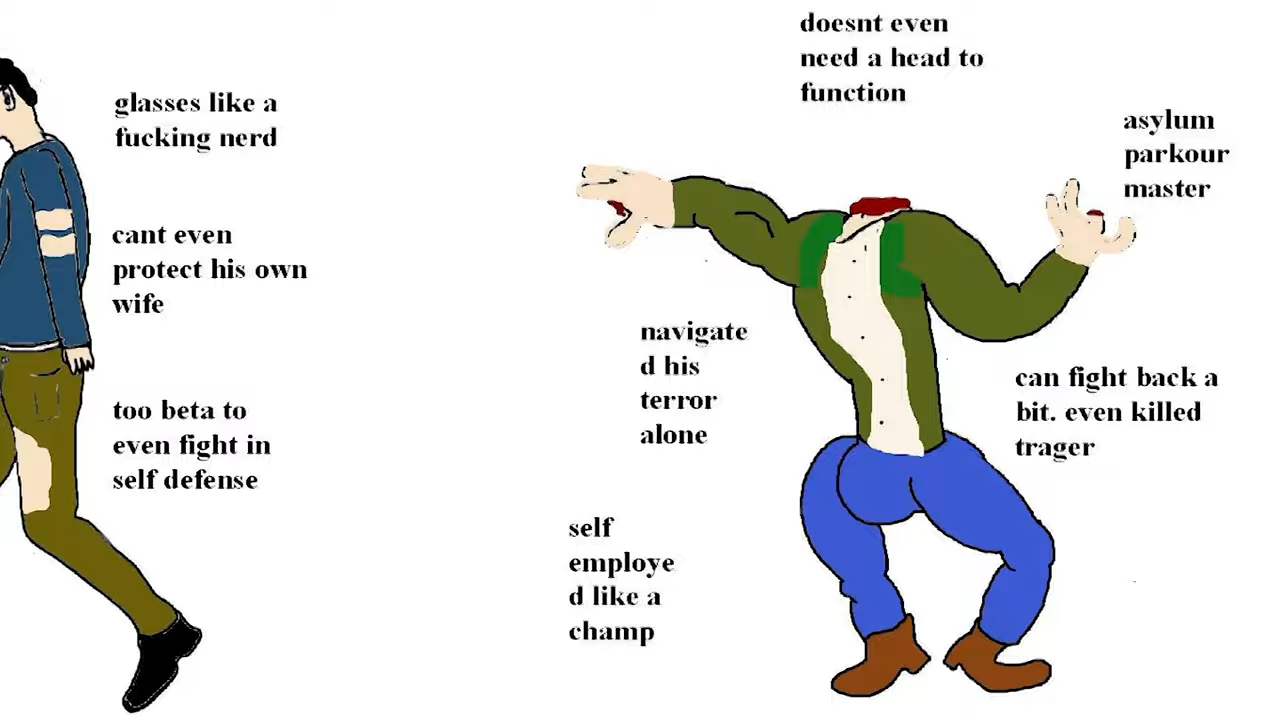 glasses like a
fucking nerd
cant even
protect his own
wife
too beta to
even fight in
self defense
doesnt even
need a head to
function
asylum
parkour
master
navigate
d his
terror
alone
can fight back a
bit. even killed
trager
self
employe
d like a
champ